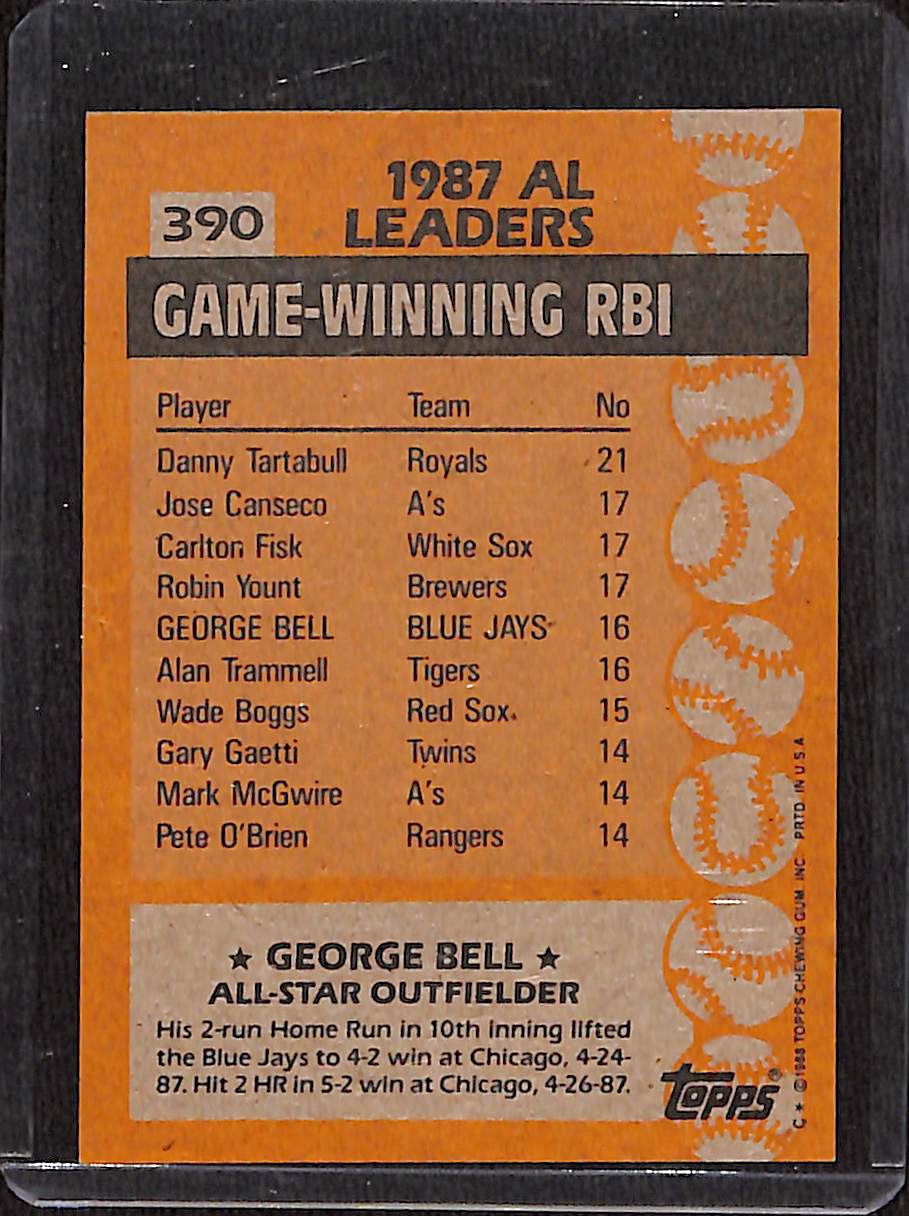 1987 AL
LEADERS
390
GAME-WINNING RBI
Player Team No
Danny Tartabull Royals 21
Jose Canseco A's 17
Carlton Fisk White Sox 17
Robin Yount Brewers 17
GEORGE BELL BLUE JAYS 16
Alan Trammell Tigers 16
Wade Boggs Red Sox 15
Gary Gaetti Twins 14
Mark McGwire A's 14
Pete O'Brien Rangers 14
★ GEORGE BELL ★
ALL-STAR OUTFIELDER
His 2-run Home Run in 10th inning lifted
the Blue Jays to 4-2 win at Chicago, 4-24-
87. Hit 2 HR in 5-2 win at Chicago, 4-26-87.
topps®
C* ©1988 TOPPS CHEWING GUM, INC. PRTD. IN U.S.A.